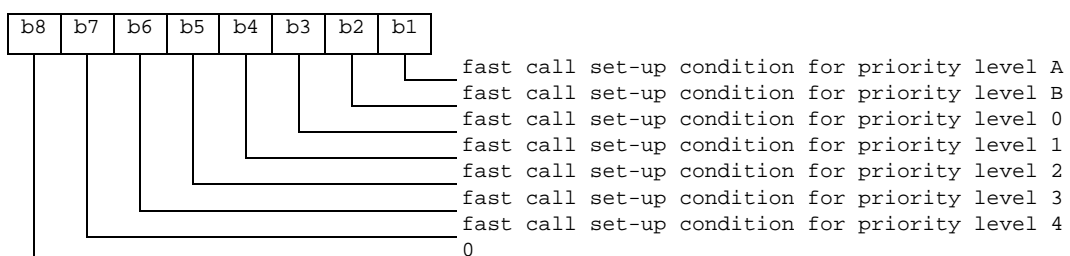 b8 b7 b6 b5 b4 b3 b2 b1
fast call set-up condition for priority level A
fast call set-up condition for priority level B
fast call set-up condition for priority level 0
fast call set-up condition for priority level 1
fast call set-up condition for priority level 2
fast call set-up condition for priority level 3
fast call set-up condition for priority level 4
0